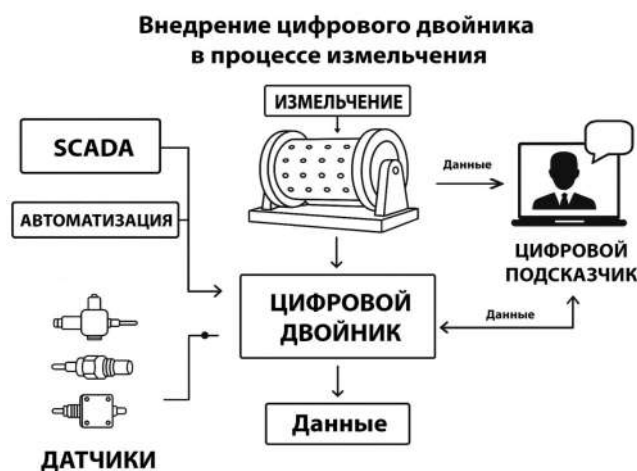 Внедрение цифрового двойника
в процессе измельчения
ИЗМЕЛЬЧЕНИЕ
SCADA
Данные
АВТОМАТИЗАЦИЯ
ЦИФРОВОЙ
ПОДСКАЗЧИК
ЦИФРОВОЙ
ДВОЙНИК
Данные
Данные
ДАТЧИКИ